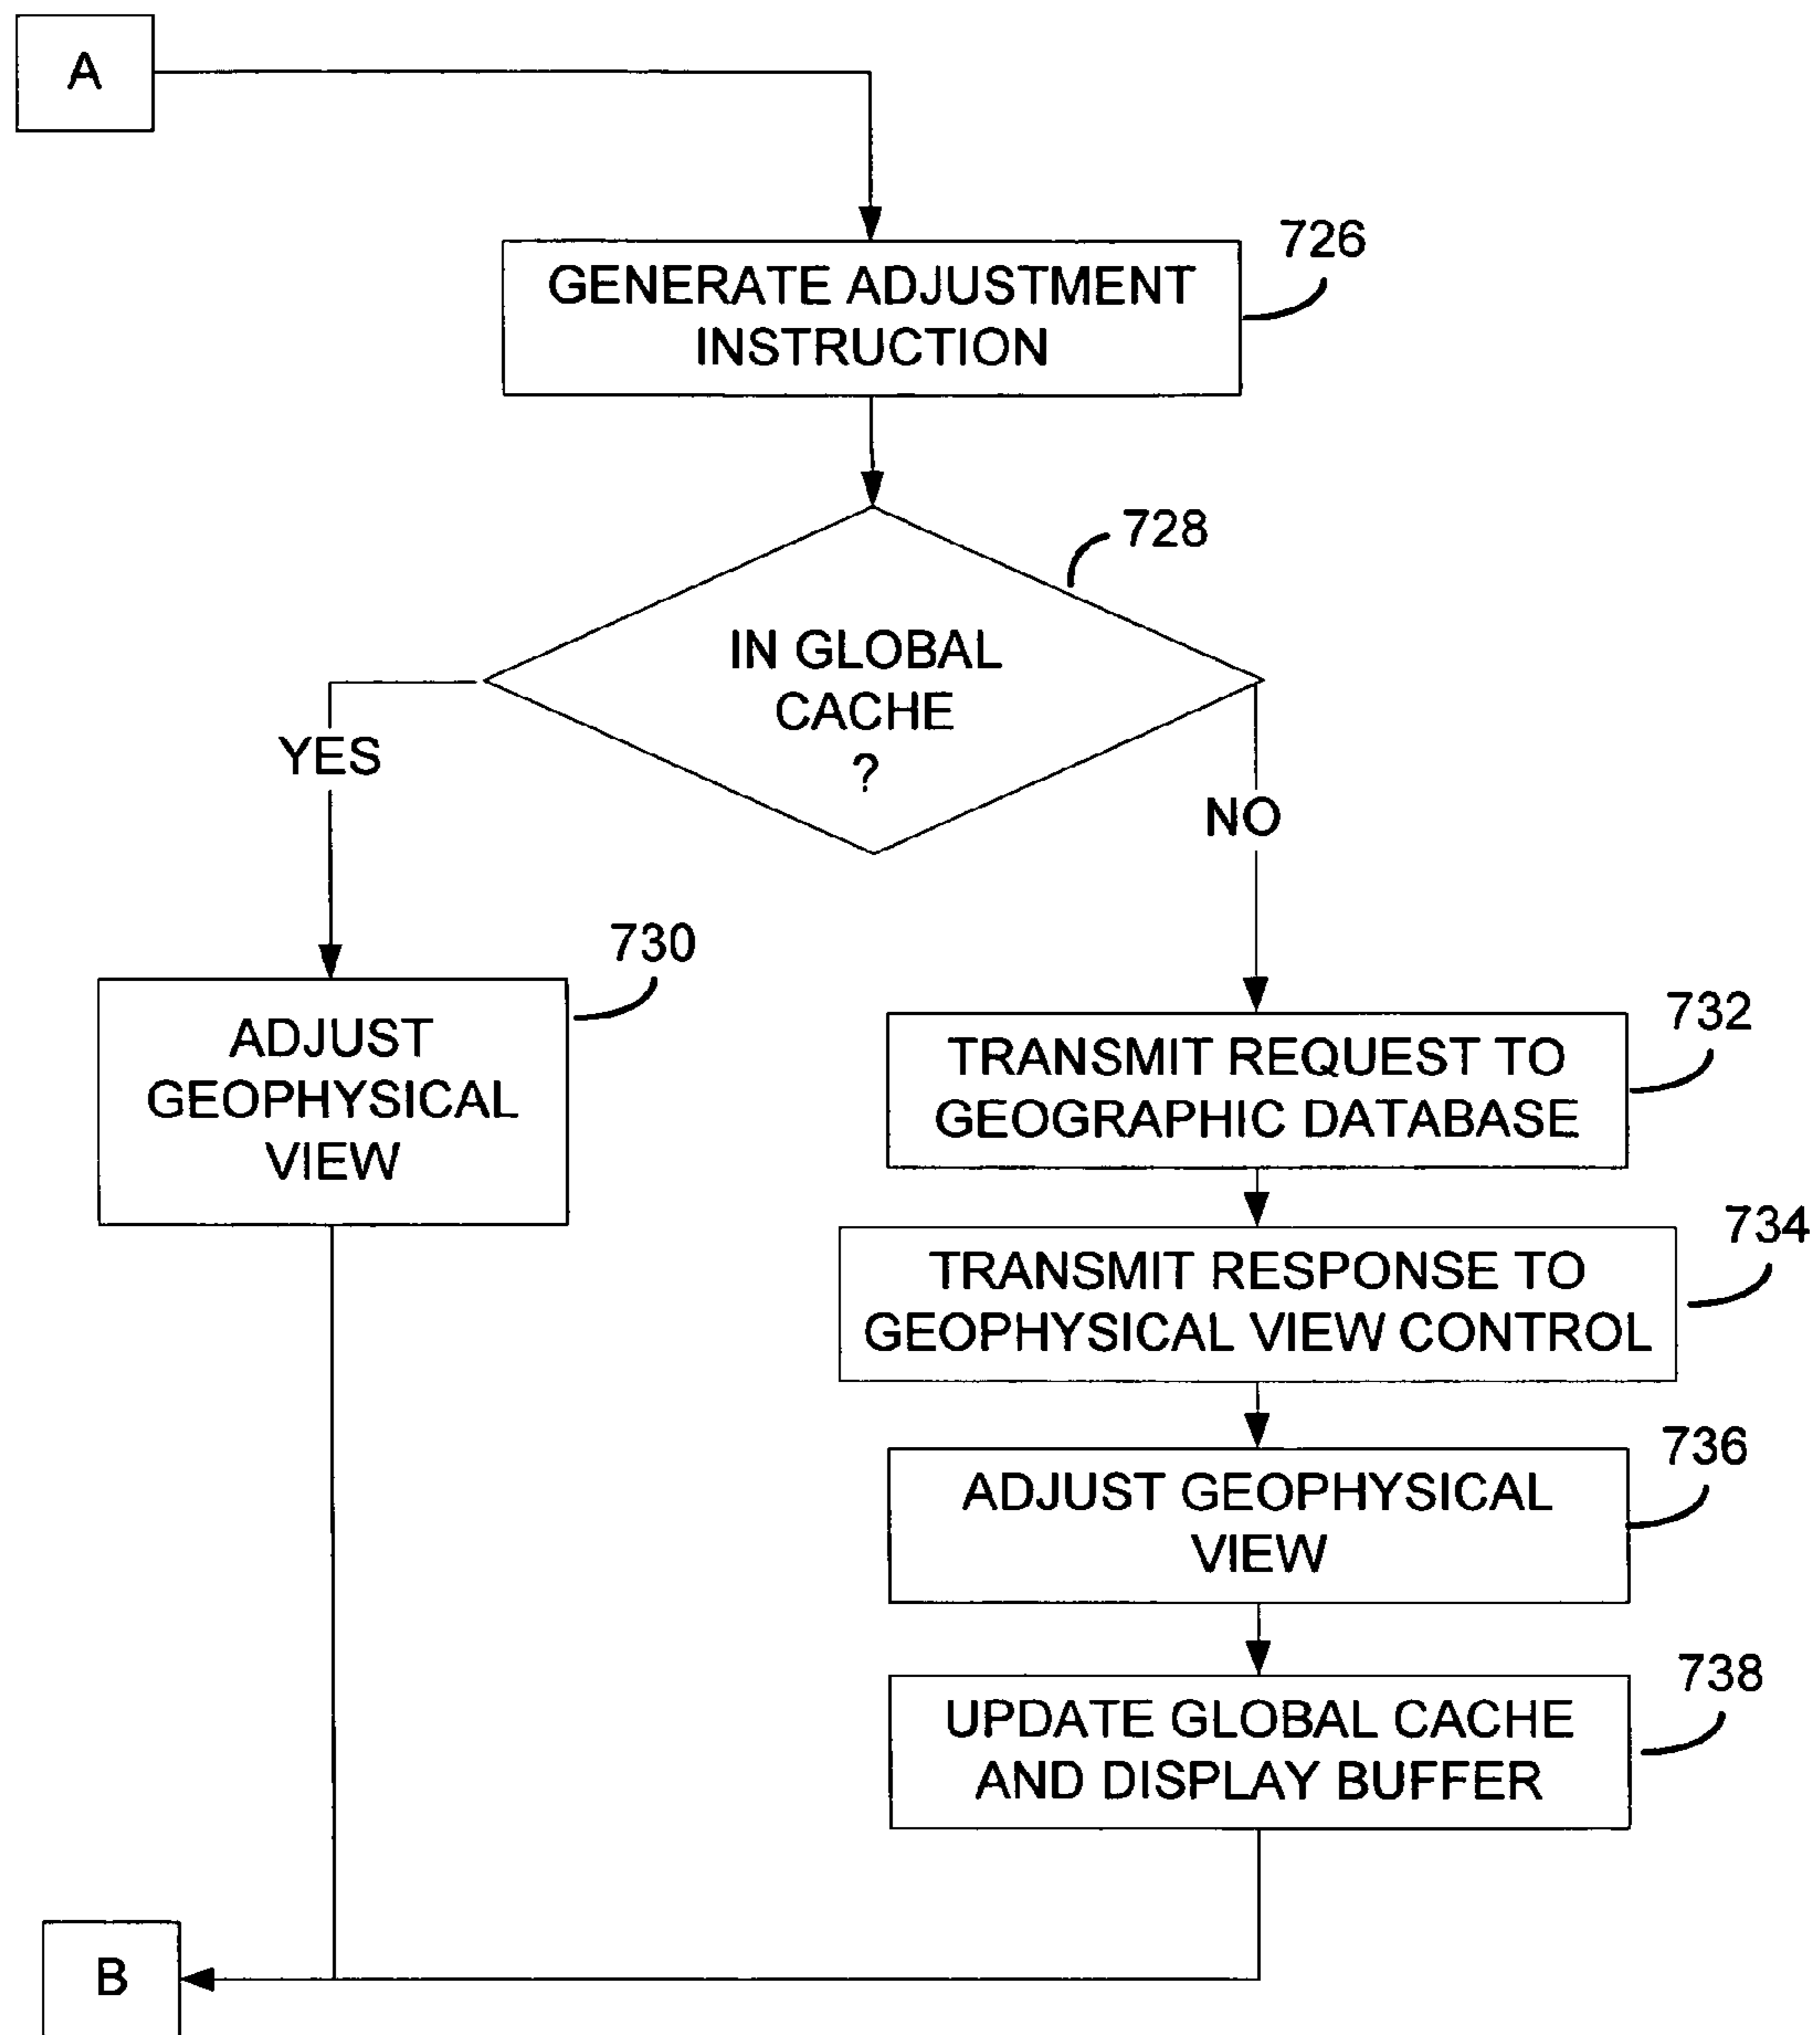 A
726
GENERATE ADJUSTMENT
INSTRUCTION
728
IN GLOBAL
CACHE
?
YES
NO
730
ADJUST
GEOPHYSICAL
VIEW
732
TRANSMIT REQUEST TO
GEOGRAPHIC DATABASE
734
TRANSMIT RESPONSE TO
GEOPHYSICAL VIEW CONTROL
736
ADJUST GEOPHYSICAL
VIEW
738
UPDATE GLOBAL CACHE
AND DISPLAY BUFFER
B